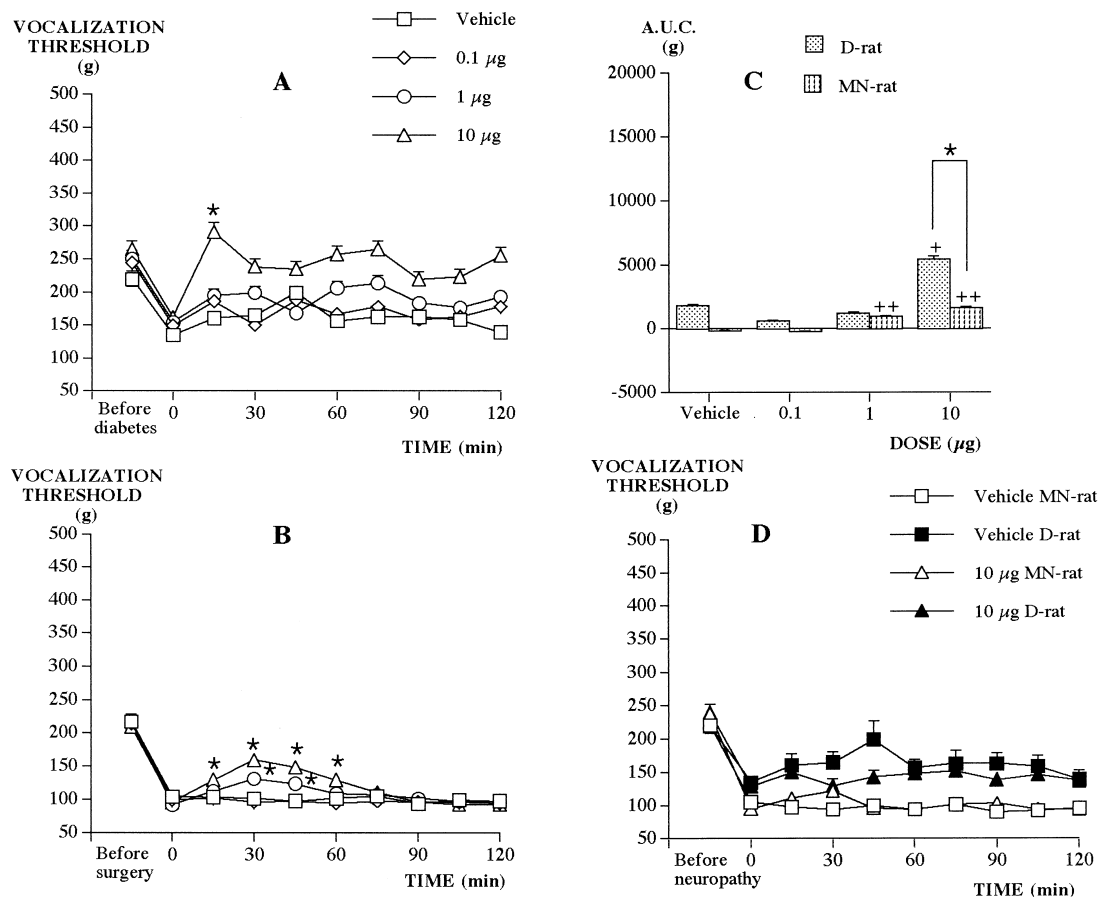 VOCALIZATION
THRESHOLD
(g)
A
Vehicle
0.1 µg
1 µg
10 µg
500
450
400
350
300
250
200
150
100
50
*
Before
diabetes
0
30
60
90
120
TIME (min)
A.U.C.
(g)
C
D-rat
MN-rat
20000
15000
10000
5000
0
-5000
*
+
++
++
Vehicle
0.1
1
10
DOSE (µg)
VOCALIZATION
THRESHOLD
(g)
B
500
450
400
350
300
250
200
150
100
50
* * * * * *
Before
surgery
0
30
60
90
120
TIME (min)
VOCALIZATION
THRESHOLD
(g)
D
Vehicle MN-rat
Vehicle D-rat
10 µg MN-rat
10 µg D-rat
500
450
400
350
300
250
200
150
100
50
Before
neuropathy
0
30
60
90
120
TIME (min)